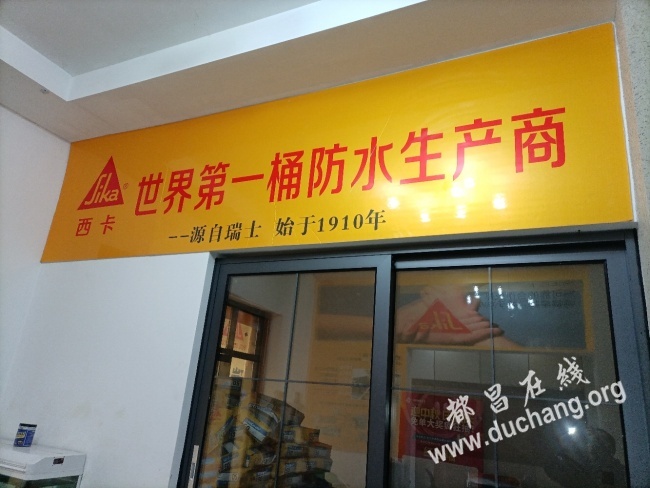 Sika®
西卡
世界第一桶防水生产商
--源自瑞士 始于1910年
都昌在线
www.duchang.org